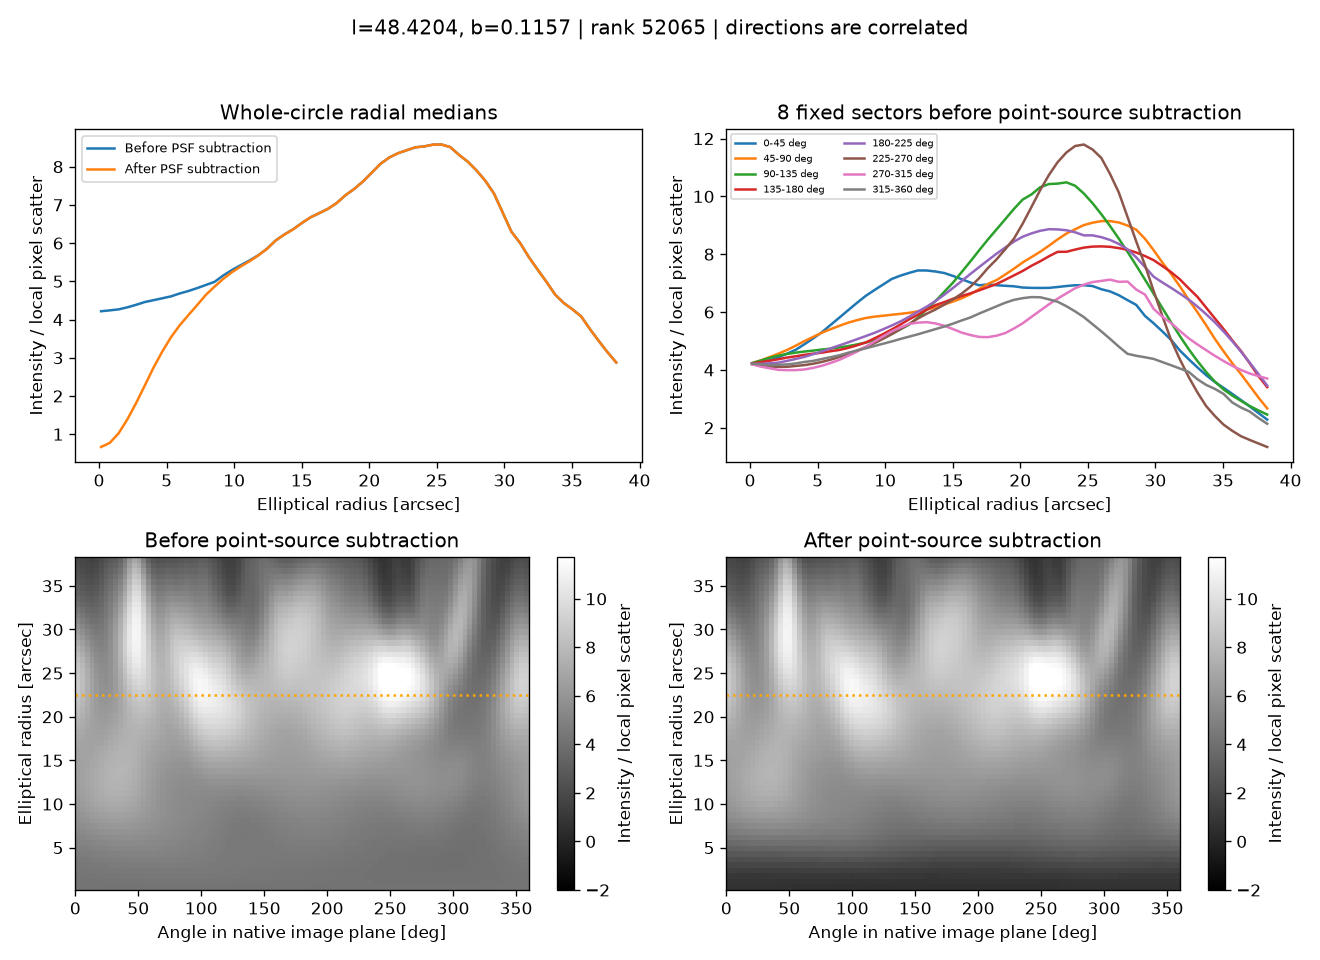 l=48.4204, b=0.1157 | rank 52065 | directions are correlated
Whole-circle radial medians
Before PSF subtraction
After PSF subtraction
Intensity / local pixel scatter
8
7
6
5
4
3
2
1
0 5 10 15 20 25 30 35 40
Elliptical radius [arcsec]
8 fixed sectors before point-source subtraction
0-45 deg
45-90 deg
90-135 deg
135-180 deg
180-225 deg
225-270 deg
270-315 deg
315-360 deg
Intensity / local pixel scatter
12
10
8
6
4
2
0 5 10 15 20 25 30 35 40
Elliptical radius [arcsec]
Before point-source subtraction
Elliptical radius [arcsec]
35
30
25
20
15
10
5
0 50 100 150 200 250 300 350
Angle in native image plane [deg]
10
8
6
4
2
0
−2
Intensity / local pixel scatter
After point-source subtraction
Elliptical radius [arcsec]
35
30
25
20
15
10
5
0 50 100 150 200 250 300 350
Angle in native image plane [deg]
10
8
6
4
2
0
−2
Intensity / local pixel scatter